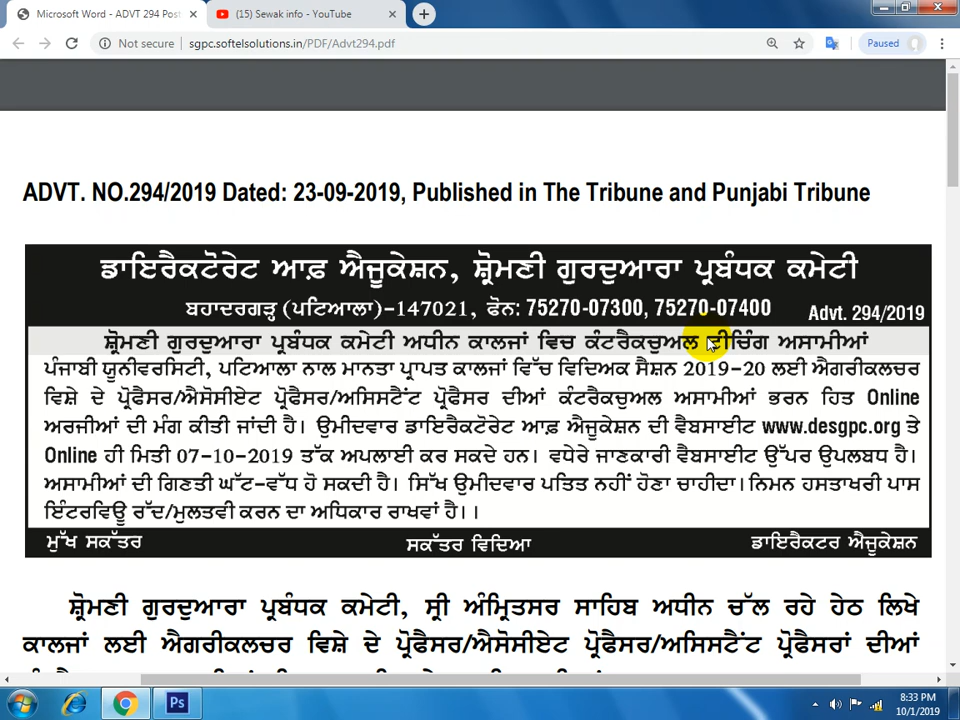 Microsoft Word - ADVT 294 Post
(15) Sewak info - YouTube
Not secure
sgpc.softelsolutions.in/PDF/Advt294.pdf
Paused
ADVT. NO.294/2019 Dated: 23-09-2019, Published in The Tribune and Punjabi Tribune
ਡਾਇਰੈਕਟੋਰੇਟ ਆਫ਼ ਐਜੂਕੇਸ਼ਨ, ਸ਼੍ਰੋਮਣੀ ਗੁਰਦੁਆਰਾ ਪ੍ਰਬੰਧਕ ਕਮੇਟੀ
ਬਹਾਦਰਗੜ੍ਹ (ਪਟਿਆਲਾ)-147021, ਫੋਨ: 75270-07300, 75270-07400
Advt. 294/2019
ਸ਼੍ਰੋਮਣੀ ਗੁਰਦੁਆਰਾ ਪ੍ਰਬੰਧਕ ਕਮੇਟੀ ਅਧੀਨ ਕਾਲਜਾਂ ਵਿਚ ਕੰਟਰੈਕਚੁਅਲ ਟੀਚਿੰਗ ਅਸਾਮੀਆਂ
ਪੰਜਾਬੀ ਯੂਨੀਵਰਸਿਟੀ, ਪਟਿਆਲਾ ਨਾਲ ਮਾਨਤਾ ਪ੍ਰਾਪਤ ਕਾਲਜਾਂ ਵਿੱਚ ਵਿਦਿਅਕ ਸੈਸ਼ਨ 2019-20 ਲਈ ਐਗਰੀਕਲਚਰ
ਵਿਸ਼ੇ ਦੇ ਪ੍ਰੋਫੈਸਰ/ਐਸੋਸੀਏਟ ਪ੍ਰੋਫੈਸਰ/ਅਸਿਸਟੈਂਟ ਪ੍ਰੋਫੈਸਰ ਦੀਆਂ ਕੰਟਰੈਕਚੁਅਲ ਅਸਾਮੀਆਂ ਭਰਨ ਹਿਤ Online
ਅਰਜੀਆਂ ਦੀ ਮੰਗ ਕੀਤੀ ਜਾਂਦੀ ਹੈ। ਉਮੀਦਵਾਰ ਡਾਇਰੈਕਟੋਰੇਟ ਆਫ਼ ਐਜੂਕੇਸ਼ਨ ਦੀ ਵੈਬਸਾਈਟ www.desgpc.org ਤੇ
Online ਹੀ ਮਿਤੀ 07-10-2019 ਤੱਕ ਅਪਲਾਈ ਕਰ ਸਕਦੇ ਹਨ। ਵਧੇਰੇ ਜਾਣਕਾਰੀ ਵੈਬਸਾਈਟ ਉੱਪਰ ਉਪਲਬਧ ਹੈ।
ਅਸਾਮੀਆਂ ਦੀ ਗਿਣਤੀ ਘੱਟ-ਵੱਧ ਹੋ ਸਕਦੀ ਹੈ। ਸਿੱਖ ਉਮੀਦਵਾਰ ਪਤਿਤ ਨਹੀਂ ਹੋਣਾ ਚਾਹੀਦਾ। ਨਿਮਨ ਹਸਤਾਖਰੀ ਪਾਸ
ਇੰਟਰਵਿਊ ਰੱਦ/ਮੁਲਤਵੀ ਕਰਨ ਦਾ ਅਧਿਕਾਰ ਰਾਖਵਾਂ ਹੈ।।
ਮੁੱਖ ਸਕੱਤਰ ਸਕੱਤਰ ਵਿਦਿਆ ਡਾਇਰੈਕਟਰ ਐਜੂਕੇਸ਼ਨ
ਸ਼੍ਰੋਮਣੀ ਗੁਰਦੁਆਰਾ ਪ੍ਰਬੰਧਕ ਕਮੇਟੀ, ਸ੍ਰੀ ਅੰਮ੍ਰਿਤਸਰ ਸਾਹਿਬ ਅਧੀਨ ਚੱਲ ਰਹੇ ਹੇਠ ਲਿਖੇ
ਕਾਲਜਾਂ ਲਈ ਐਗਰੀਕਲਚਰ ਵਿਸ਼ੇ ਦੇ ਪ੍ਰੋਫੈਸਰ/ਐਸੋਸੀਏਟ ਪ੍ਰੋਫੈਸਰ/ਅਸਿਸਟੈਂਟ ਪ੍ਰੋਫੈਸਰਾਂ ਦੀਆਂ
Ps
8:33 PM
10/1/2019